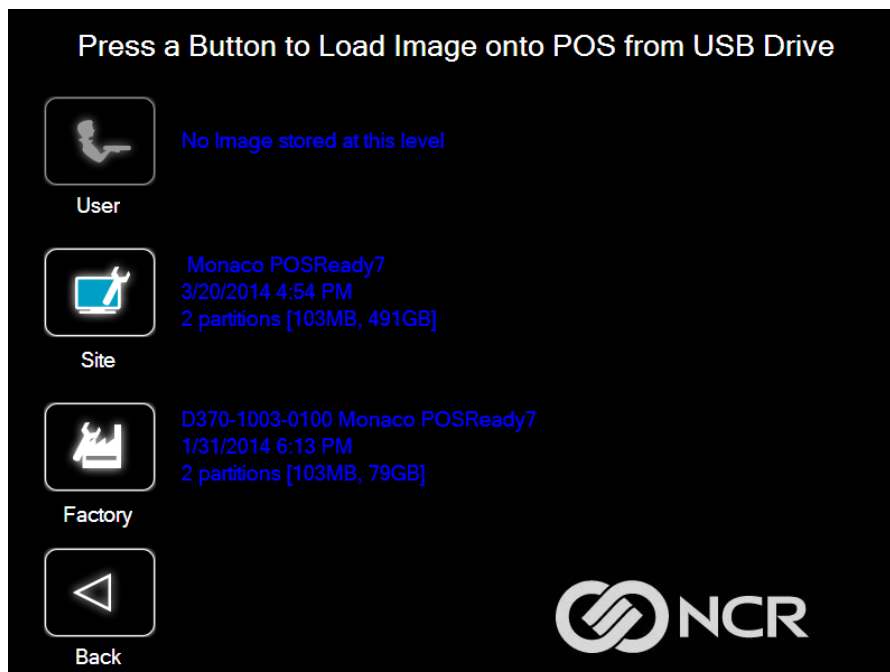 Press a Button to Load Image onto POS from USB Drive
No Image stored at this level
User
Monaco POSReady7
3/20/2014 4:54 PM
2 partitions [103MB, 491GB]
Site
D370-1003-0100 Monaco POSReady7
1/31/2014 6:13 PM
2 partitions [103MB, 79GB]
Factory
Back
NCR